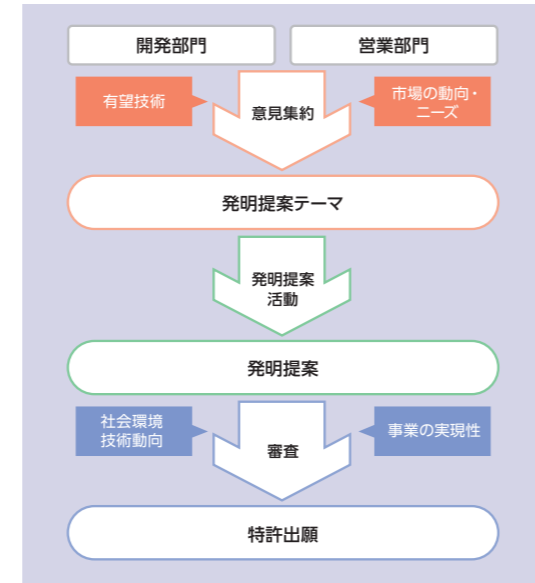 開発部門
営業部門
有望技術
意見集約
市場の動向・
ニーズ
発明提案テーマ
発明提案
活動
発明提案
社会環境
技術動向
審査
事業の実現性
特許出願